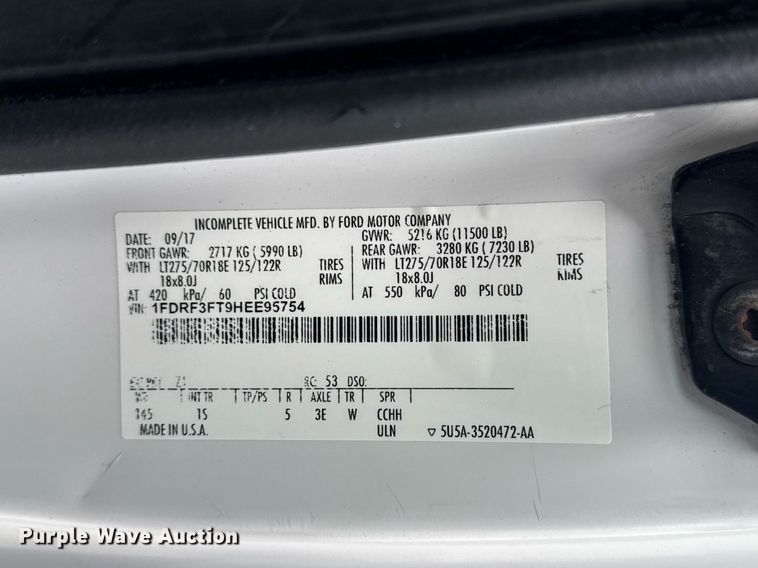 INCOMPLETE VEHICLE MFD. BY FORD MOTOR COMPANY
DATE: 09/17 GVWR: 5216 KG (11500 LB)
FRONT GAWR: 2717 KG ( 5990 LB) REAR GAWR: 3280 KG ( 7230 LB)
WITH LT275/70R18E 125/122R TIRES WITH LT275/70R18E 125/122R TIRES
18x8.0J RIMS 18x8.0J RIMS
AT 420 kPa/ 60 PSI COLD AT 550 kPa/ 80 PSI COLD
VIN: 1FDRF3FT9HEE95754
Z1 RC: 53 DSO:
WB INT TR TP/PS R AXLE TR SPR
145 1S 5 3E W CCHH
MADE IN U.S.A. ULN ▽ 5U5A-3520472-AA
Purple Wave Auction